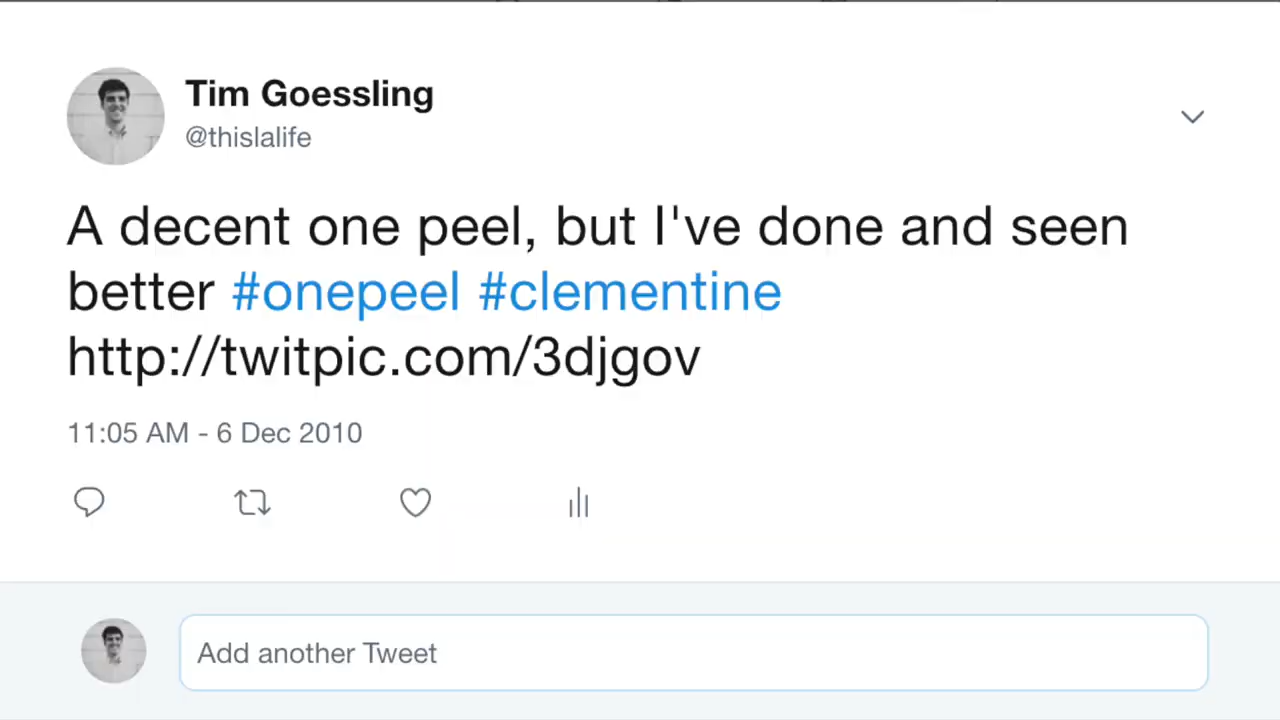 Tim Goessling
@thislalife
A decent one peel, but I've done and seen
better #onepeel #clementine
http://twitpic.com/3djgov
11:05 AM - 6 Dec 2010
Add another Tweet